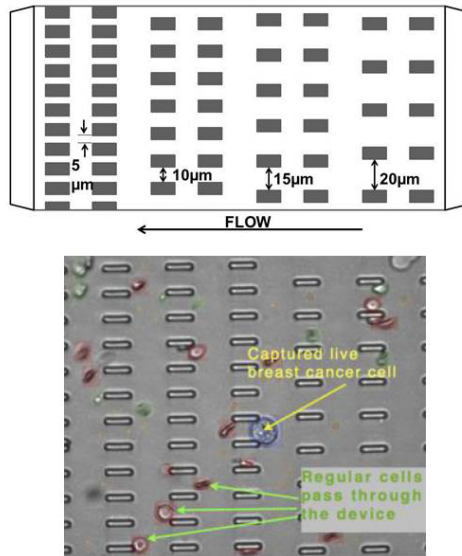 5
µm
10µm
15µm
20µm
FLOW
Captured live
breast cancer cell
Regular cells
pass through
the device